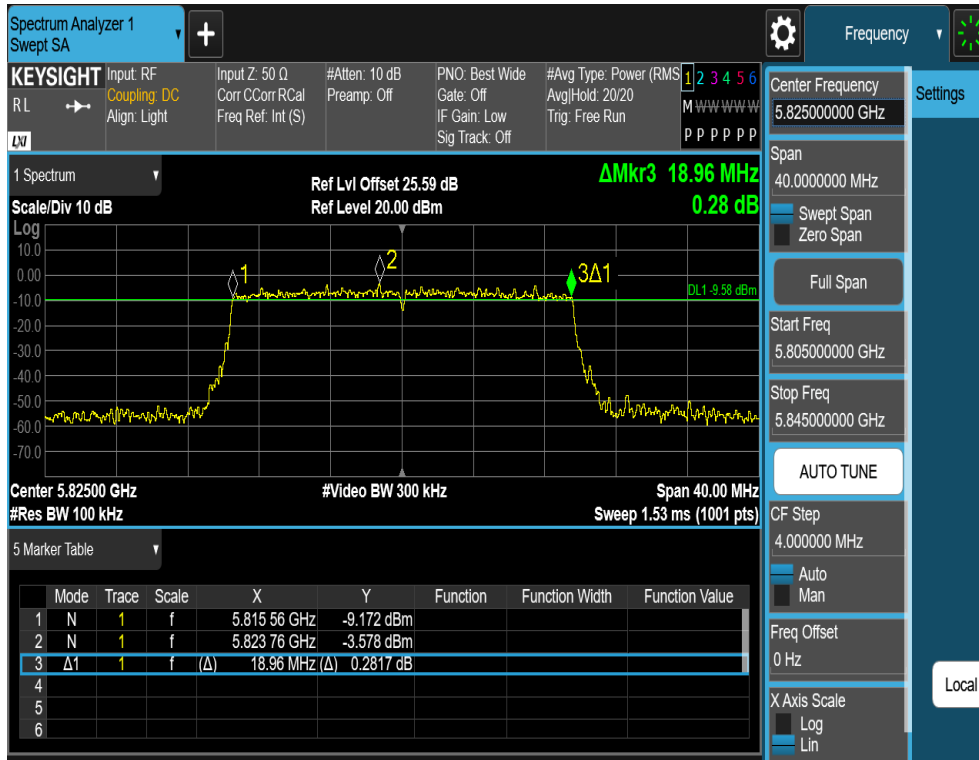 Spectrum Analyzer 1
Swept SA
+
Frequency
KEYSIGHT
RL
LXI
Input: RF
Coupling: DC
Align: Light
Input Z: 50 Ω
Corr CCorr RCal
Freq Ref: Int (S)
#Atten: 10 dB
Preamp: Off
PNO: Best Wide
Gate: Off
IF Gain: Low
Sig Track: Off
#Avg Type: Power (RMS
Avg|Hold: 20/20
Trig: Free Run
1 2 3 4 5 6
M W W W W W
P P P P P P
1 Spectrum
Scale/Div 10 dB
Ref Lvl Offset 25.59 dB
Ref Level 20.00 dBm
ΔMkr3 18.96 MHz
0.28 dB
Log
10.0
0.00
-10.0
-20.0
-30.0
-40.0
-50.0
-60.0
-70.0
1
2
3Δ1
DL1 -9.58 dBm
Center 5.82500 GHz
#Video BW 300 kHz
Span 40.00 MHz
#Res BW 100 kHz
Sweep 1.53 ms (1001 pts)
5 Marker Table
Mode Trace Scale X Y Function Function Width Function Value
1 N 1 f 5.815 56 GHz -9.172 dBm
2 N 1 f 5.823 76 GHz -3.578 dBm
3 Δ1 1 f (Δ) 18.96 MHz (Δ) 0.2817 dB
4
5
6
Center Frequency
5.825000000 GHz
Span
40.0000000 MHz
Swept Span
Zero Span
Full Span
Start Freq
5.805000000 GHz
Stop Freq
5.845000000 GHz
AUTO TUNE
CF Step
4.000000 MHz
Auto
Man
Freq Offset
0 Hz
X Axis Scale
Log
Lin
Settings
Local